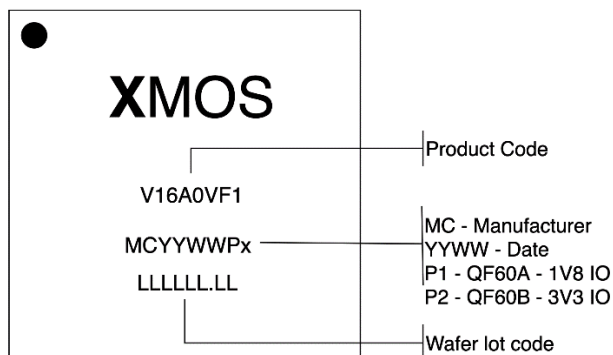 XMOS
Product Code
V16A0VF1
MC - Manufacturer
YYWW - Date
P1 - QF60A - 1V8 IO
P2 - QF60B - 3V3 IO
MCYYWWPx
LLLLLL.LL
Wafer lot code